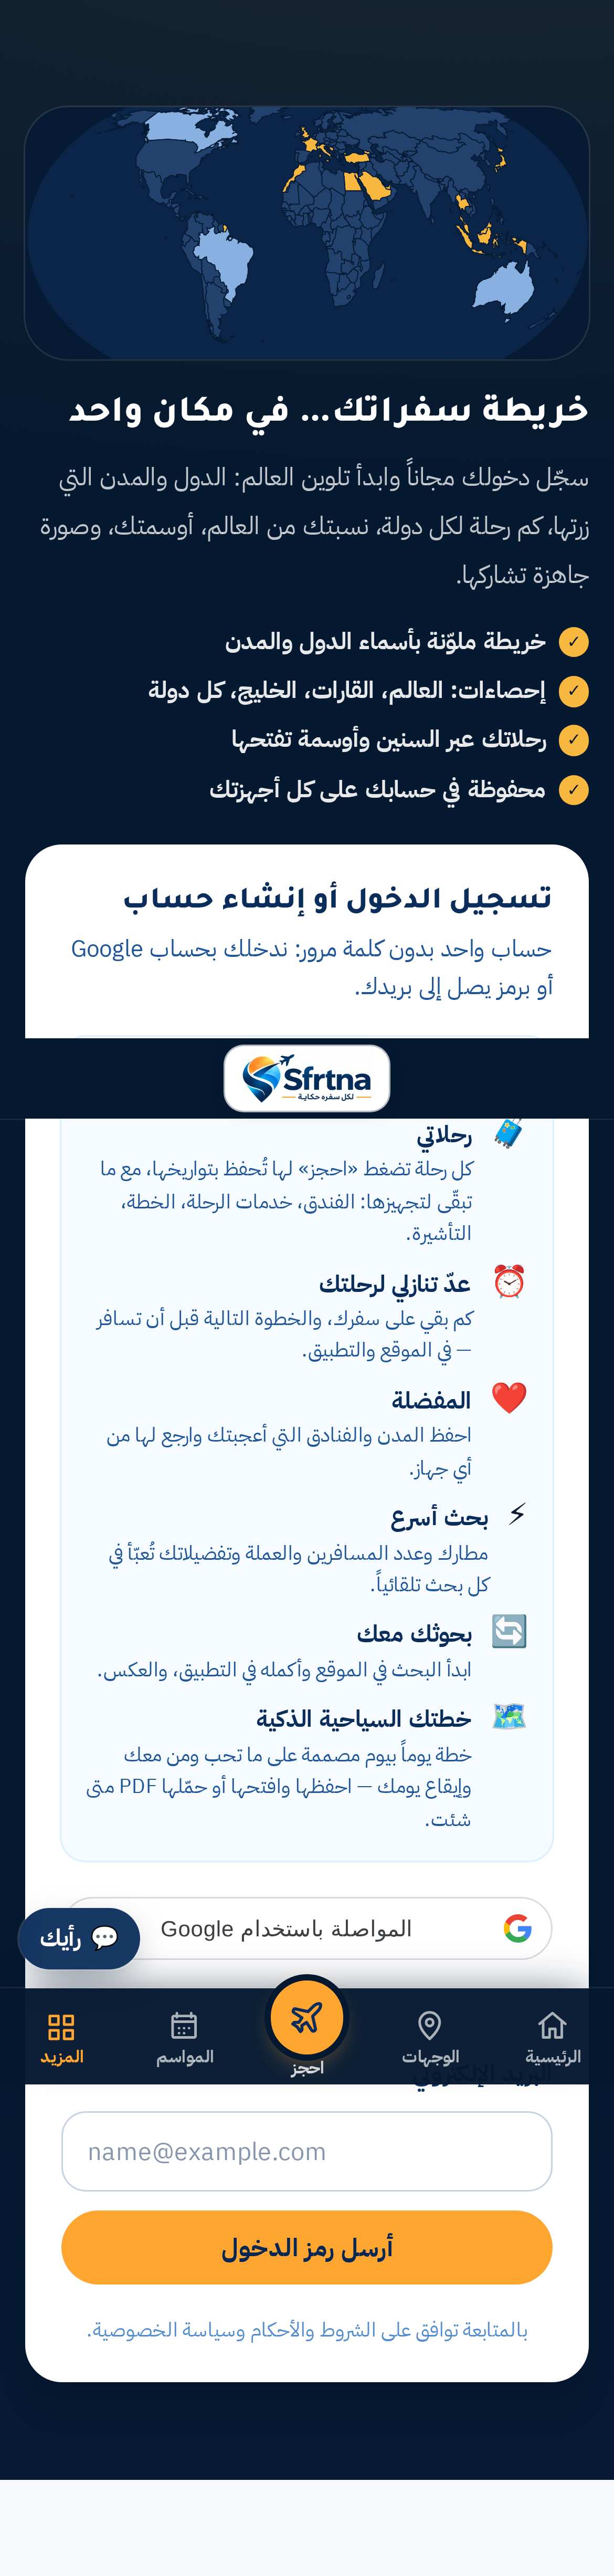 خريطة سفراتك... في مكان واحد
سجّل دخولك مجاناً وابدأ تلوين العالم: الدول والمدن التي
زرتها، كم رحلة لكل دولة، نسبتك من العالم، أوسمتك، وصورة
جاهزة تشاركها.
✓ خريطة ملوّنة بأسماء الدول والمدن
✓ إحصاءات: العالم، القارات، الخليج، كل دولة
✓ رحلاتك عبر السنين وأوسمة تفتحها
✓ محفوظة في حسابك على كل أجهزتك
تسجيل الدخول أو إنشاء حساب
حساب واحد بدون كلمة مرور: ندخلك بحساب Google
أو برمز يصل إلى بريدك.
Sfrtna
لكل سفره حكاية
رحلاتي
كل رحلة تضغط «احجز» لها تُحفظ بتواريخها، مع ما
تبقّى لتجهيزها: الفندق، خدمات الرحلة، الخطة،
التأشيرة.
عدّ تنازلي لرحلتك
كم بقي على سفرك، والخطوة التالية قبل أن تسافر
— في الموقع والتطبيق.
المفضلة
احفظ المدن والفنادق التي أعجبتك وارجع لها من
أي جهاز.
بحث أسرع
مطارك وعدد المسافرين والعملة وتفضيلاتك تُعبّأ في
كل بحث تلقائياً.
بحوثك معك
ابدأ البحث في الموقع وأكمله في التطبيق، والعكس.
خطتك السياحية الذكية
خطة يوماً بيوم مصممة على ما تحب ومن معك
وإيقاع يومك — احفظها وافتحها أو حمّلها PDF متى
شئت.
المواصلة باستخدام Google
رأيك
الرئيسية
الوجهات
احجز
المواسم
المزيد
البريد الإلكتروني
name@example.com
أرسل رمز الدخول
بالمتابعة توافق على الشروط والأحكام وسياسة الخصوصية.